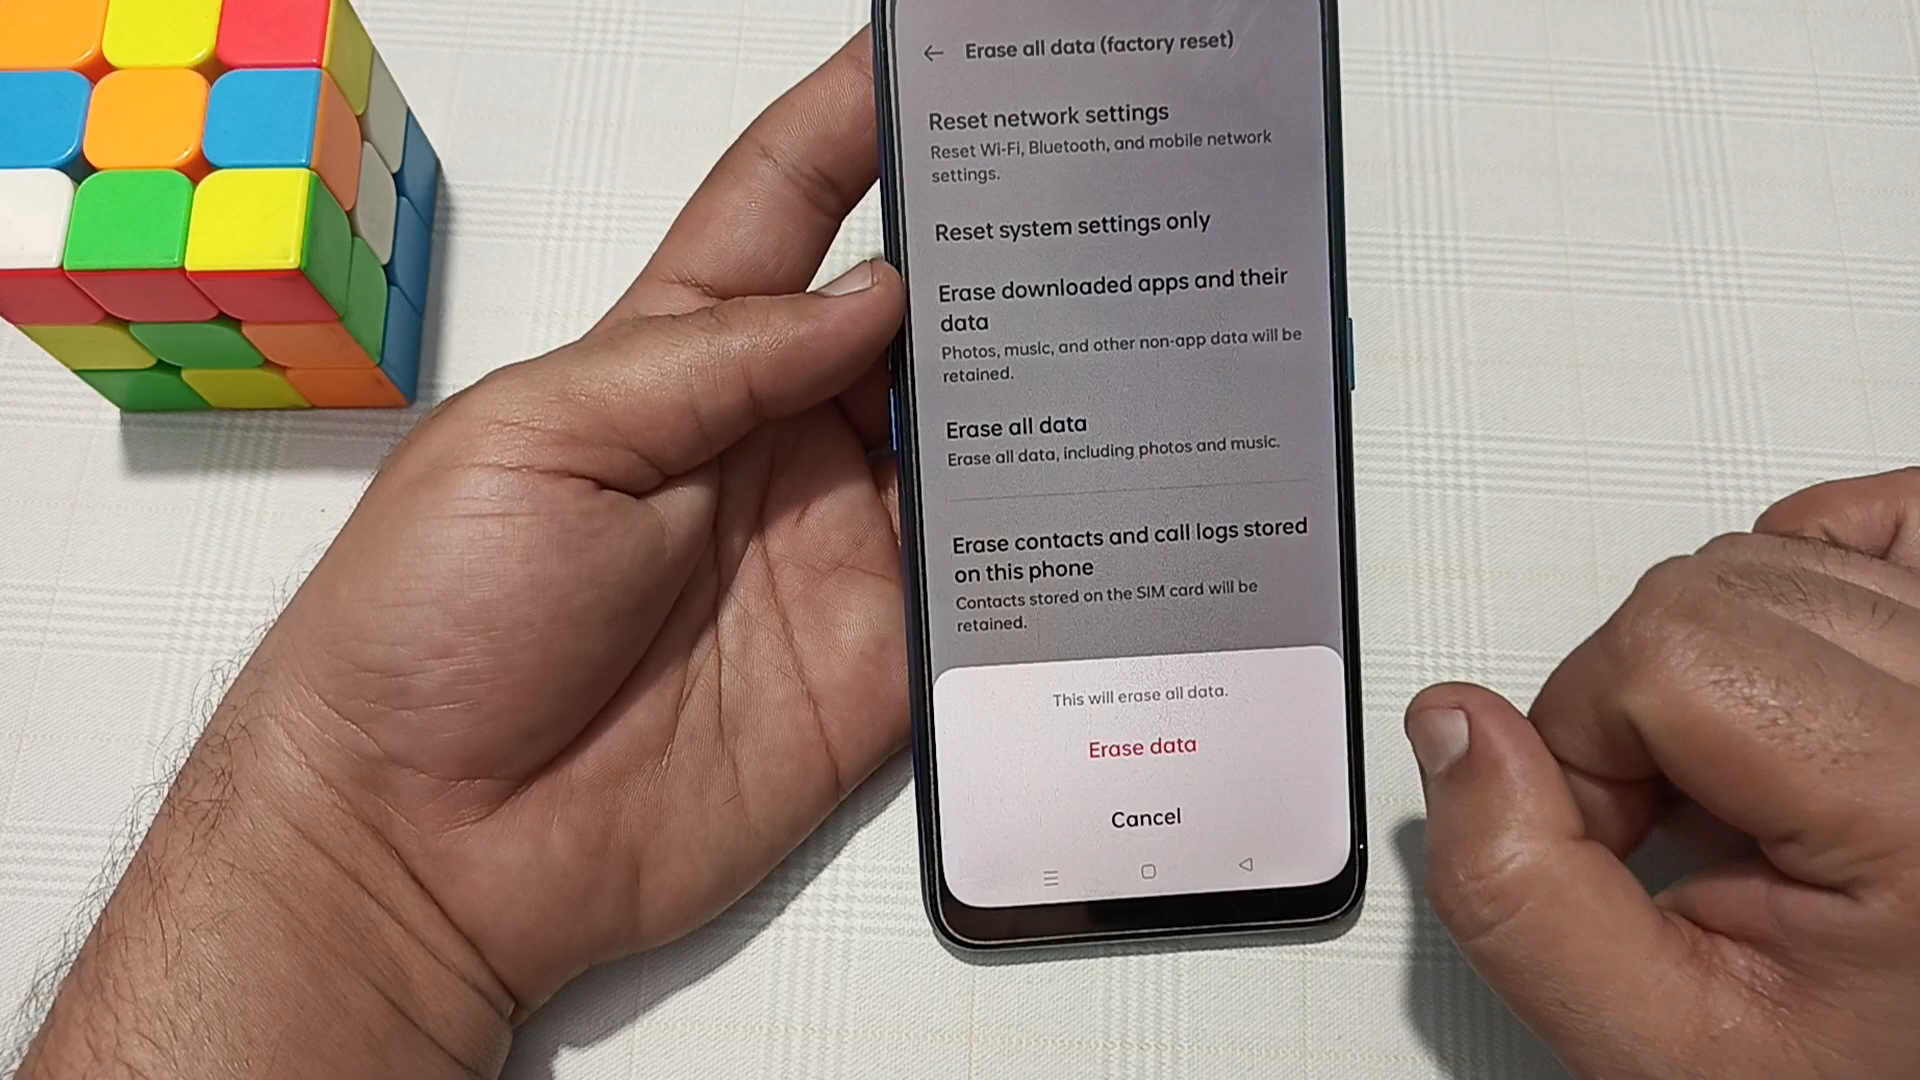 Erase all data (factory reset)
Reset network settings
Reset Wi-Fi, Bluetooth, and mobile network
settings.
Reset system settings only
Erase downloaded apps and their
data
Photos, music, and other non-app data will be
retained.
Erase all data
Erase all data, including photos and music.
Erase contacts and call logs stored
on this phone
Contacts stored on the SIM card will be
retained.
This will erase all data.
Erase data
Cancel